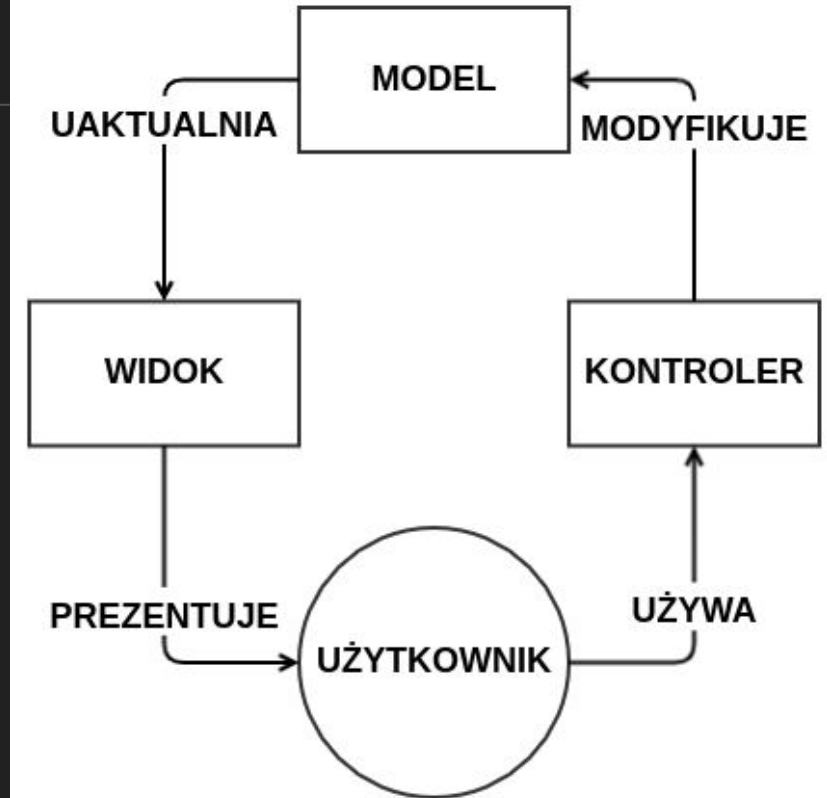 MODEL
UAKTUALNIA
MODYFIKUJE
WIDOK
KONTROLER
PREZENTUJE
UŻYWA
UŻYTKOWNIK